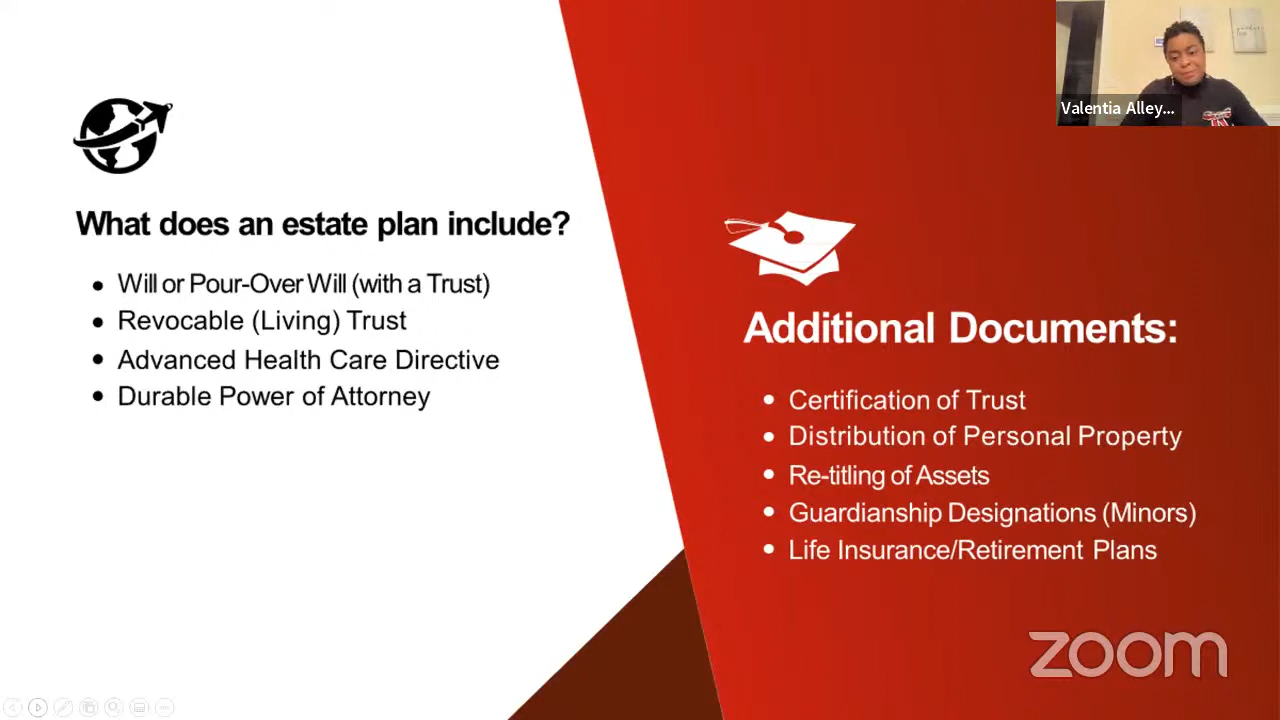 What does an estate plan include?
Will or Pour-Over Will (with a Trust)
Revocable (Living) Trust
Advanced Health Care Directive
Durable Power of Attorney
Valentia Alley...
Additional Documents:
Certification of Trust
Distribution of Personal Property
Re-titling of Assets
Guardianship Designations (Minors)
Life Insurance/Retirement Plans
zoom